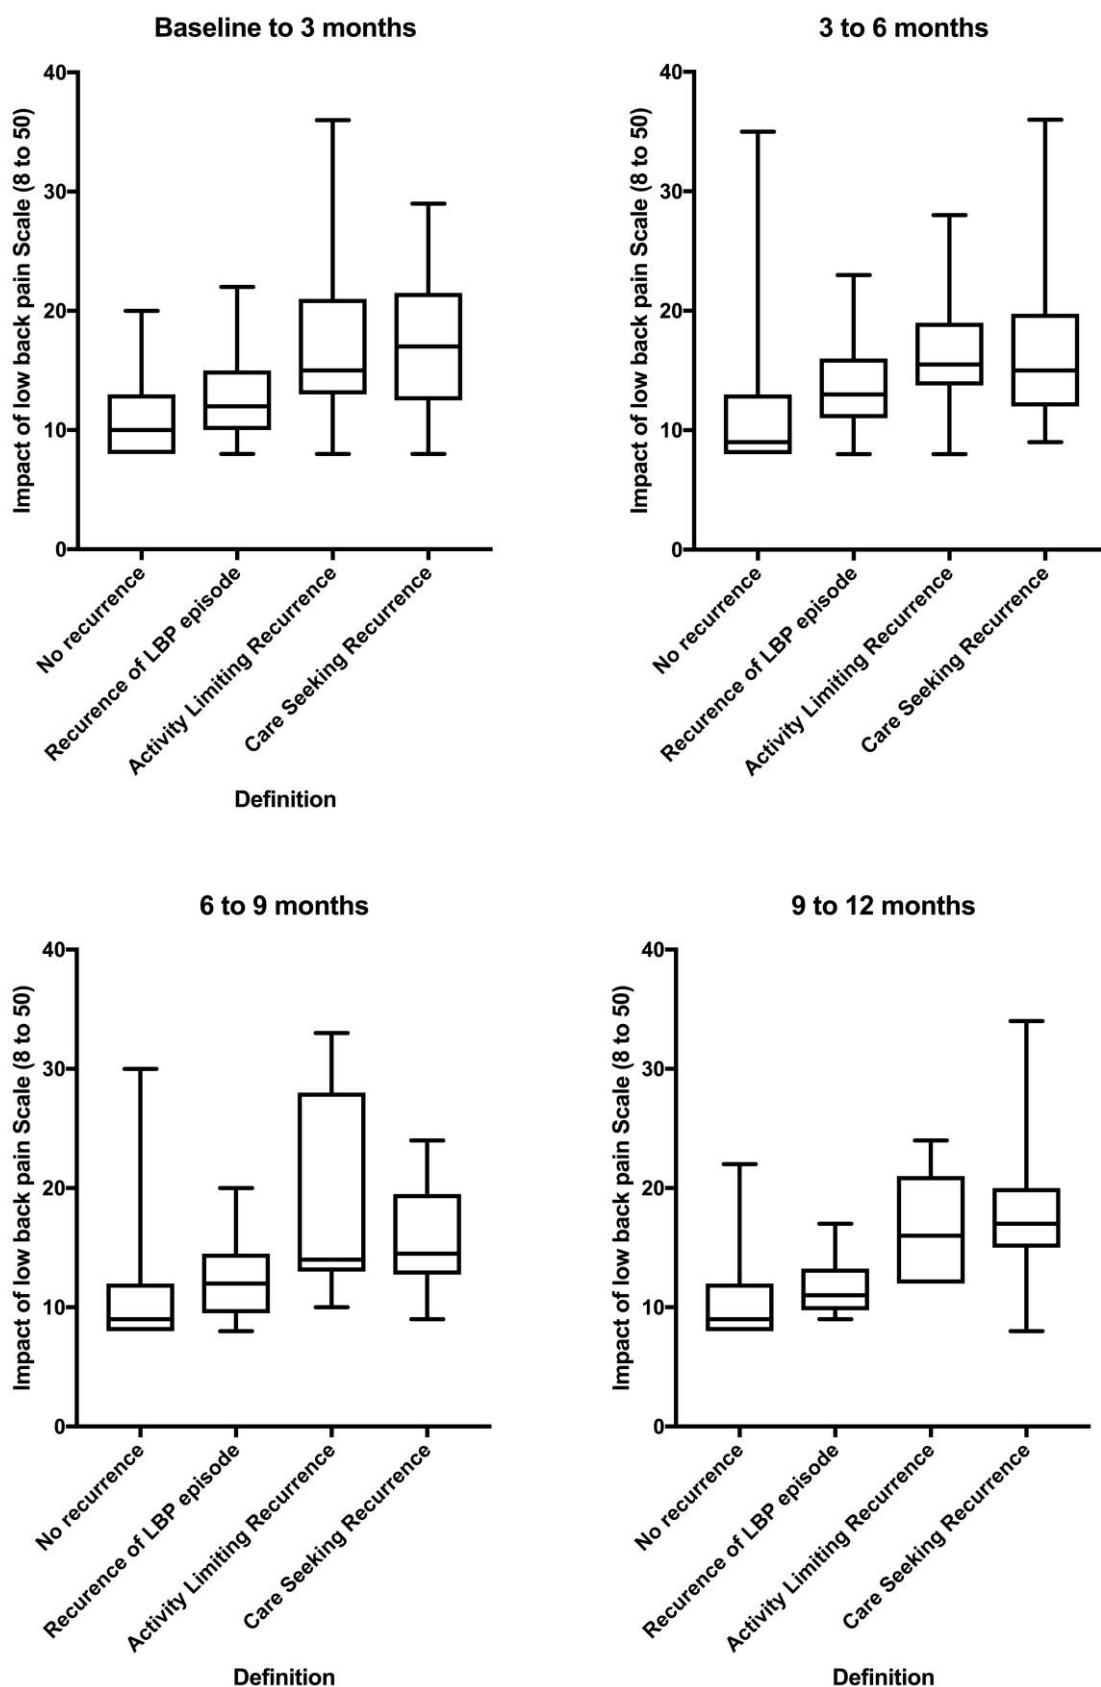 Baseline to 3 months
Impact of low back pain Scale (8 to 50)
40
30
20
10
0
No recurrence
Recurence of LBP episode
Activity Limiting Recurrence
Care Seeking Recurrence
Definition
3 to 6 months
Impact of low back pain Scale (8 to 50)
40
30
20
10
0
No recurrence
Recurence of LBP episode
Activity Limiting Recurrence
Care Seeking Recurrence
6 to 9 months
Impact of low back pain Scale (8 to 50)
40
30
20
10
0
No recurrence
Recurence of LBP episode
Activity Limiting Recurrence
Care Seeking Recurrence
Definition
9 to 12 months
Impact of low back pain Scale (8 to 50)
40
30
20
10
0
No recurrence
Recurence of LBP episode
Activity Limiting Recurrence
Care Seeking Recurrence
Definition